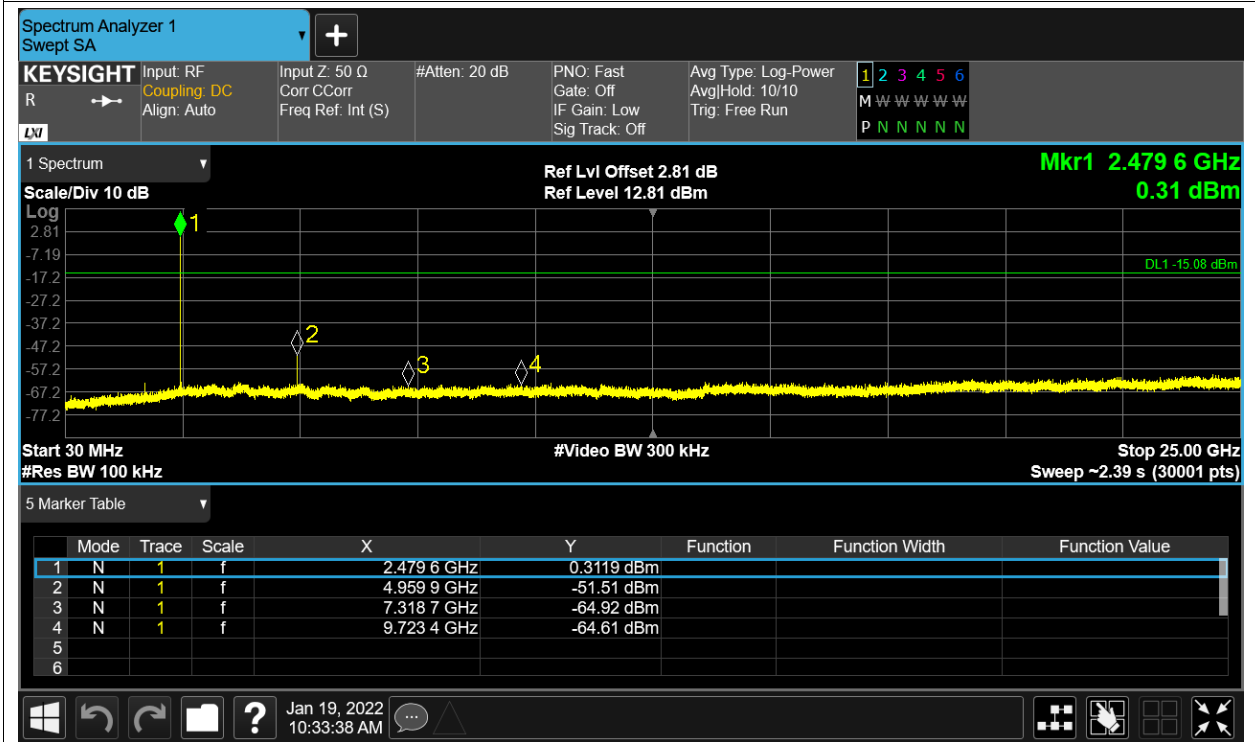 Spectrum Analyzer 1
Swept SA
KEYSIGHT
R
LXI
Input: RF
Coupling: DC
Align: Auto
Input Z: 50 Ω
Corr CCorr
Freq Ref: Int (S)
#Atten: 20 dB
PNO: Fast
Gate: Off
IF Gain: Low
Sig Track: Off
Avg Type: Log-Power
Avg|Hold: 10/10
Trig: Free Run
1 2 3 4 5 6
M W W W W W
P N N N N N
1 Spectrum
Scale/Div 10 dB
Ref Lvl Offset 2.81 dB
Ref Level 12.81 dBm
Mkr1 2.479 6 GHz
0.31 dBm
Log
2.81
-7.19
-17.2
-27.2
-37.2
-47.2
-57.2
-67.2
-77.2
1
2
3
4
DL1 -15.08 dBm
Start 30 MHz
#Video BW 300 kHz
Stop 25.00 GHz
#Res BW 100 kHz
Sweep ~2.39 s (30001 pts)
5 Marker Table
Mode Trace Scale X Y Function Function Width Function Value
1 N 1 f 2.479 6 GHz 0.3119 dBm
2 N 1 f 4.959 9 GHz -51.51 dBm
3 N 1 f 7.318 7 GHz -64.92 dBm
4 N 1 f 9.723 4 GHz -64.61 dBm
5
6
?
Jan 19, 2022
10:33:38 AM